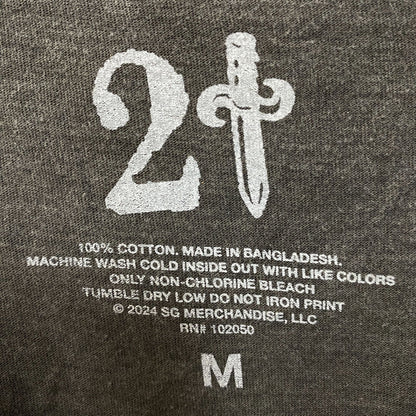 21
100% COTTON. MADE IN BANGLADESH.
MACHINE WASH COLD INSIDE OUT WITH LIKE COLORS
ONLY NON-CHLORINE BLEACH
TUMBLE DRY LOW DO NOT IRON PRINT
© 2024 SG MERCHANDISE, LLC
RN# 102050
M